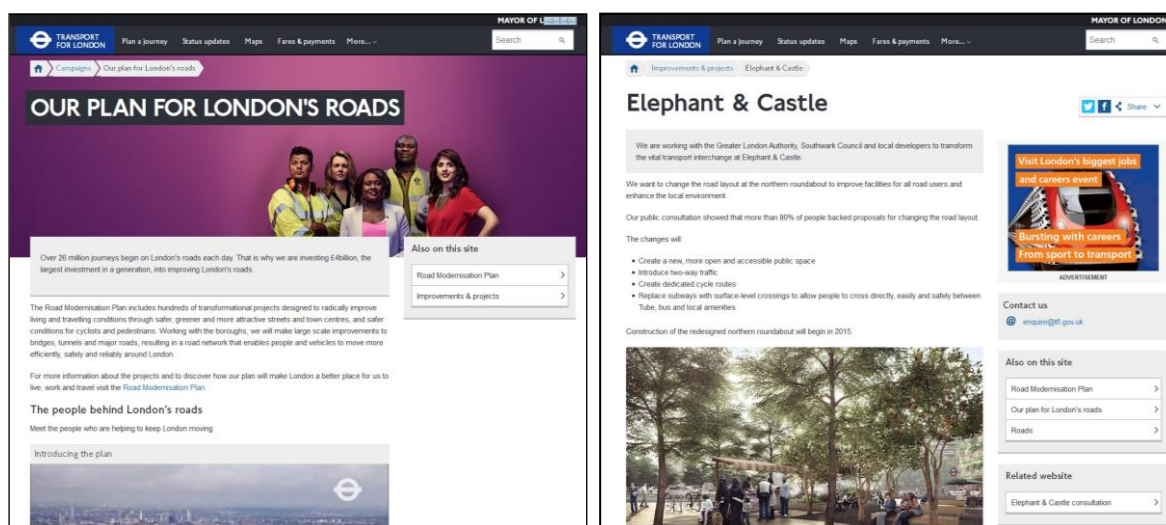 MAYOR OF L
TRANSPORT
FOR LONDON
Plan a journey
Status updates
Maps
Fares & payments
More...
Search
Campaigns
Our plan for London's roads
OUR PLAN FOR LONDON'S ROADS
Over 26 million journeys begin on London's roads each day. That is why we are investing £4billion, the
largest investment in a generation, into improving London's roads.
The Road Modernisation Plan includes hundreds of transformational projects designed to radically improve
living and travelling conditions through safer, greener and more attractive streets and town centres, and safer
conditions for cyclists and pedestrians. Working with the boroughs, we will make large scale improvements to
bridges, tunnels and major roads, resulting in a road network that enables people and vehicles to move more
efficiently, safely and reliably around London.
For more information about the projects and to discover how our plan will make London a better place for us to
live, work and travel visit the Road Modernisation Plan.
The people behind London's roads
Meet the people who are helping to keep London moving
Introducing the plan
Also on this site
Road Modernisation Plan
Improvements & projects
MAYOR OF LONDON
TRANSPORT
FOR LONDON
Plan a journey
Status updates
Maps
Fares & payments
More...
Search
Improvements & projects
Elephant & Castle
Elephant & Castle
Share
We are working with the Greater London Authority, Southwark Council and local developers to transform
the vital transport interchange at Elephant & Castle.
We want to change the road layout at the northern roundabout to improve facilities for all road users and
enhance the local environment.
Our public consultation showed that more than 80% of people backed proposals for changing the road layout.
The changes will:
• Create a new, more open and accessible public space
• Introduce two-way traffic
• Create dedicated cycle routes
• Replace subways with surface-level crossings to allow people to cross directly, easily and safely between
Tube, bus and local amenities
Construction of the redesigned northern roundabout will begin in 2015.
Visit London's biggest jobs
and careers event
Bursting with careers
From sport to transport
ADVERTISEMENT
Contact us
@ enquire@tfl.gov.uk
Also on this site
Road Modernisation Plan
Our plan for London's roads
Roads
Related website
Elephant & Castle consultation